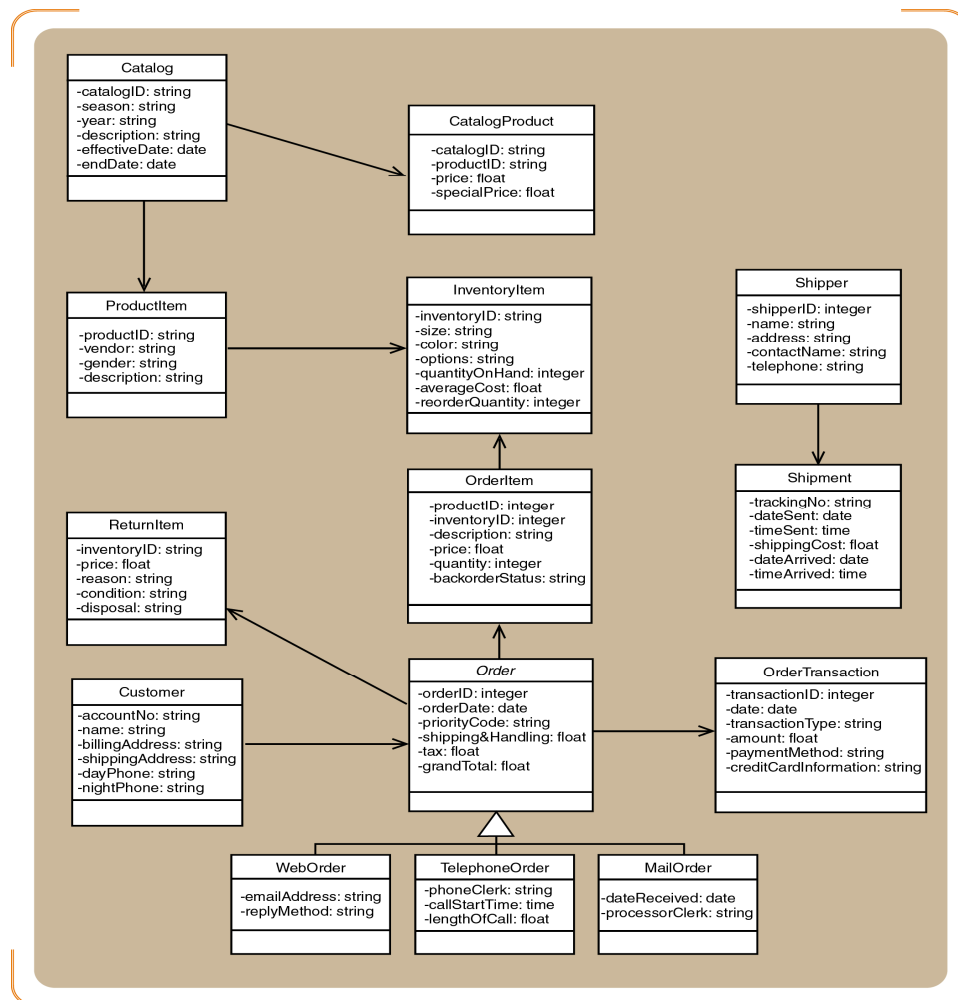 Catalog
-catalogID: string
-season: string
-year: string
-description: string
-effectiveDate: date
-endDate: date
CatalogProduct
-catalogID: string
-productID: string
-price: float
-specialPrice: float
ProductItem
-productID: string
-vendor: string
-gender: string
-description: string
InventoryItem
-inventoryID: string
-size: string
-color: string
-options: string
-quantityOnHand: integer
-averageCost: float
-reorderQuantity: integer
Shipper
-shipperID: integer
-name: string
-address: string
-contactName: string
-telephone: string
OrderItem
-productID: integer
-inventoryID: integer
-description: string
-price: float
-quantity: integer
-backorderStatus: string
Shipment
-trackingNo: string
-dateSent: date
-timeSent: time
-shippingCost: float
-dateArrived: date
-timeArrived: time
ReturnItem
-inventoryID: string
-price: float
-reason: string
-condition: string
-disposal: string
Customer
-accountNo: string
-name: string
-billingAddress: string
-shippingAddress: string
-dayPhone: string
-nightPhone: string
Order
-orderID: integer
-orderDate: date
-priorityCode: string
-shipping&Handling: float
-tax: float
-grandTotal: float
OrderTransaction
-transactionID: integer
-date: date
-transactionType: string
-amount: float
-paymentMethod: string
-creditCardInformation: string
WebOrder
-emailAddress: string
-replyMethod: string
TelephoneOrder
-phoneClerk: string
-callStartTime: time
-lengthOfCall: float
MailOrder
-dateReceived: date
-processorClerk: string